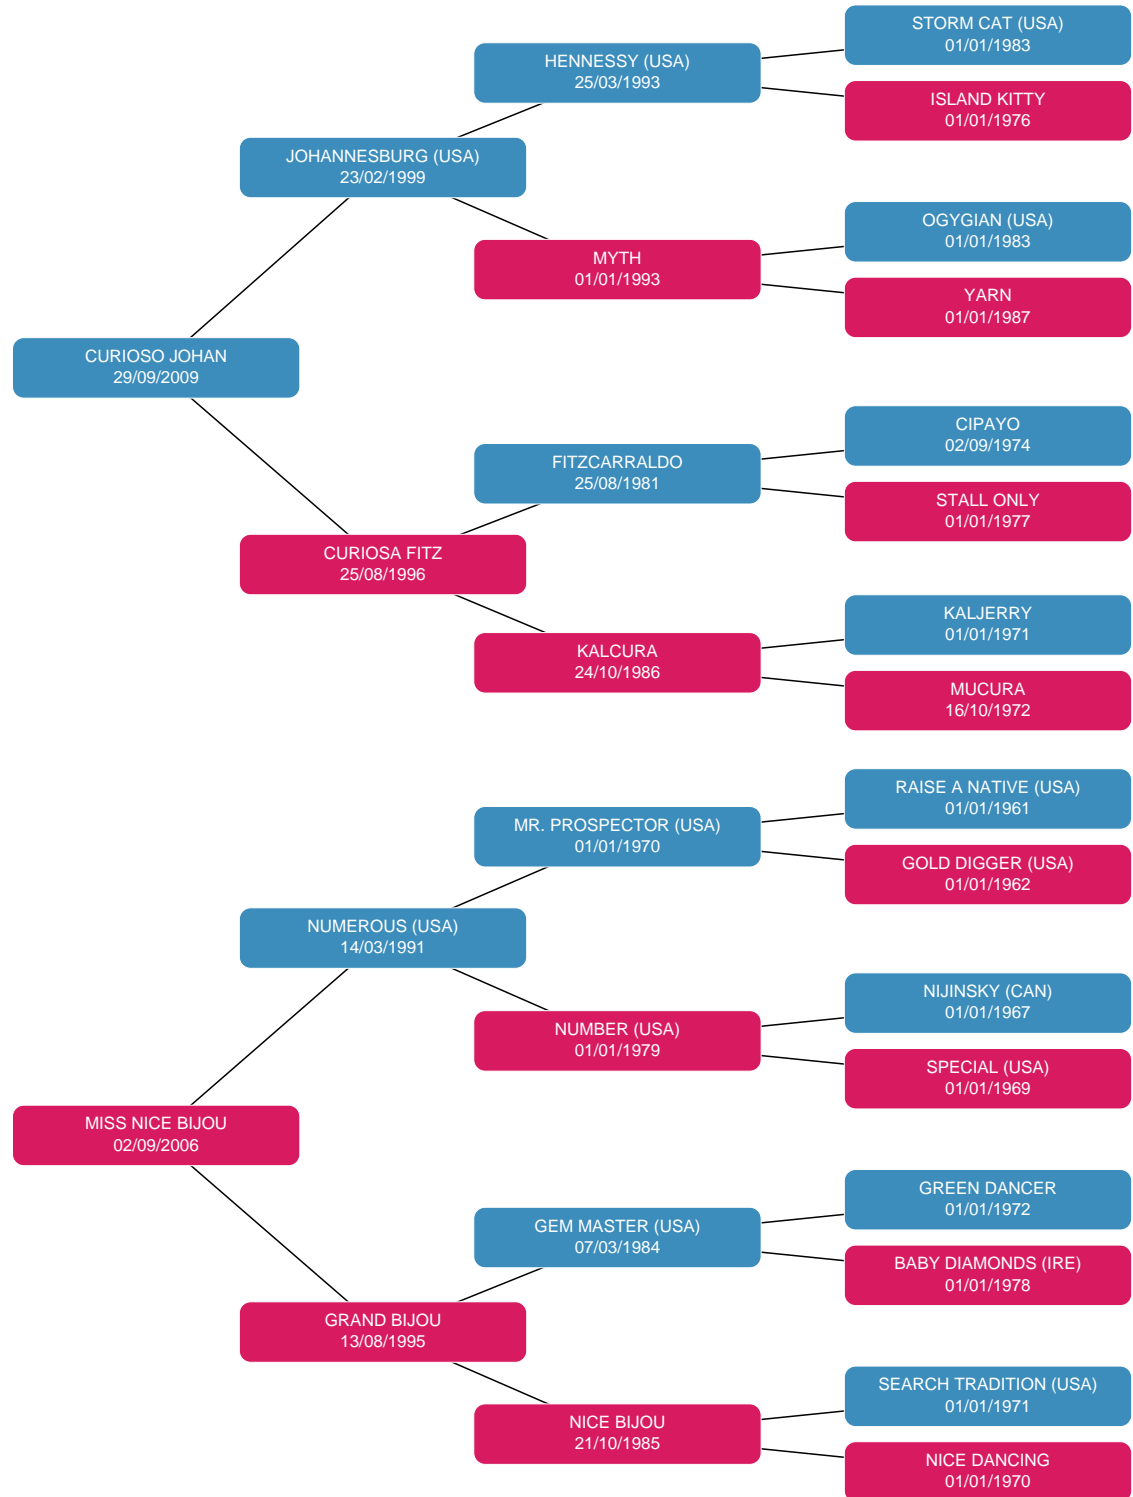 STORM CAT (USA)
01/01/1983
HENNESSY (USA)
25/03/1993
ISLAND KITTY
01/01/1976
JOHANNESBURG (USA)
23/02/1999
OGYGIAN (USA)
01/01/1983
MYTH
01/01/1993
YARN
01/01/1987
CURIOSO JOHAN
29/09/2009
CIPAYO
02/09/1974
FITZCARRALDO
25/08/1981
STALL ONLY
01/01/1977
CURIOSA FITZ
25/08/1996
KALJERRY
01/01/1971
KALCURA
24/10/1986
MUCURA
16/10/1972
RAISE A NATIVE (USA)
01/01/1961
MR. PROSPECTOR (USA)
01/01/1970
GOLD DIGGER (USA)
01/01/1962
NUMEROUS (USA)
14/03/1991
NIJINSKY (CAN)
01/01/1967
NUMBER (USA)
01/01/1979
SPECIAL (USA)
01/01/1969
MISS NICE BIJOU
02/09/2006
GREEN DANCER
01/01/1972
GEM MASTER (USA)
07/03/1984
BABY DIAMONDS (IRE)
01/01/1978
GRAND BIJOU
13/08/1995
SEARCH TRADITION (USA)
01/01/1971
NICE BIJOU
21/10/1985
NICE DANCING
01/01/1970